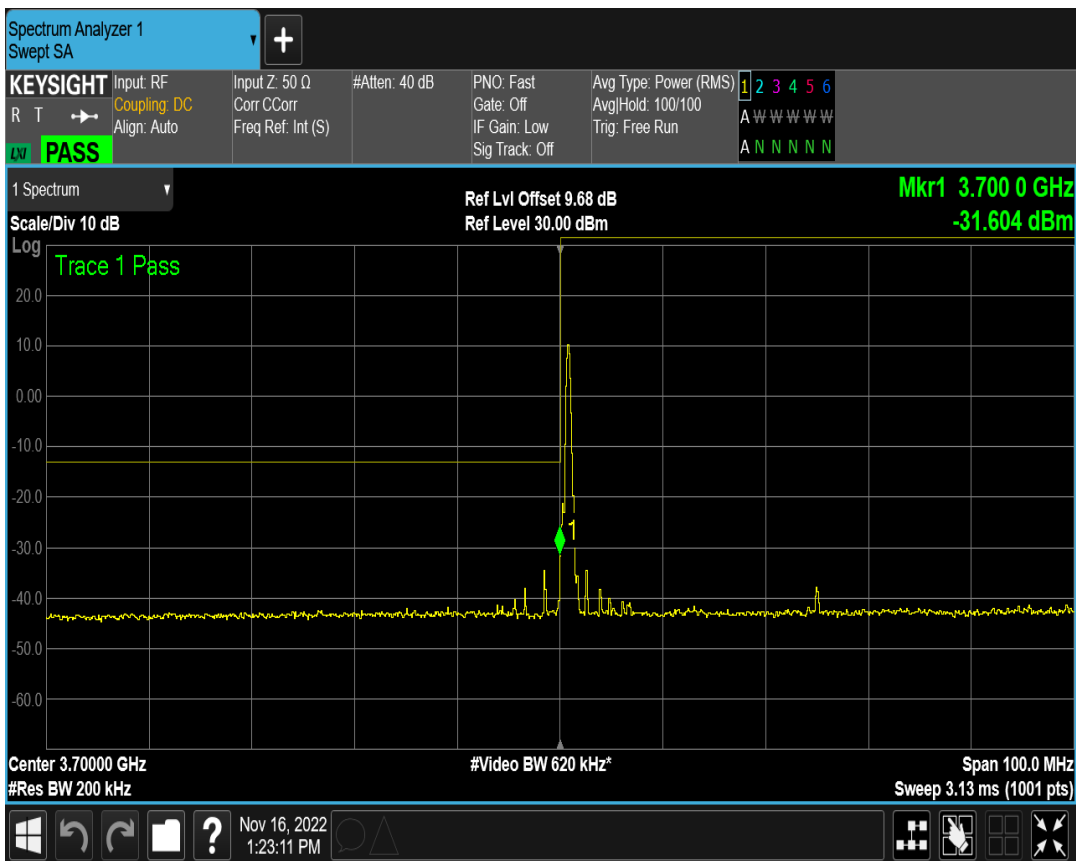 Spectrum Analyzer 1
Swept SA
KEYSIGHT
R T
LXI PASS
Input: RF
Coupling: DC
Align: Auto
Input Z: 50 Ω
Corr CCorr
Freq Ref: Int (S)
#Atten: 40 dB
PNO: Fast
Gate: Off
IF Gain: Low
Sig Track: Off
Avg Type: Power (RMS)
Avg|Hold: 100/100
Trig: Free Run
1 2 3 4 5 6
A W W W W W
A N N N N N
1 Spectrum
Scale/Div 10 dB
Ref Lvl Offset 9.68 dB
Ref Level 30.00 dBm
Mkr1 3.700 0 GHz
-31.604 dBm
Log
Trace 1 Pass
20.0
10.0
0.00
-10.0
-20.0
1
-30.0
-40.0
-50.0
-60.0
Center 3.70000 GHz
#Res BW 200 kHz
#Video BW 620 kHz*
Span 100.0 MHz
Sweep 3.13 ms (1001 pts)
?
Nov 16, 2022
1:23:11 PM